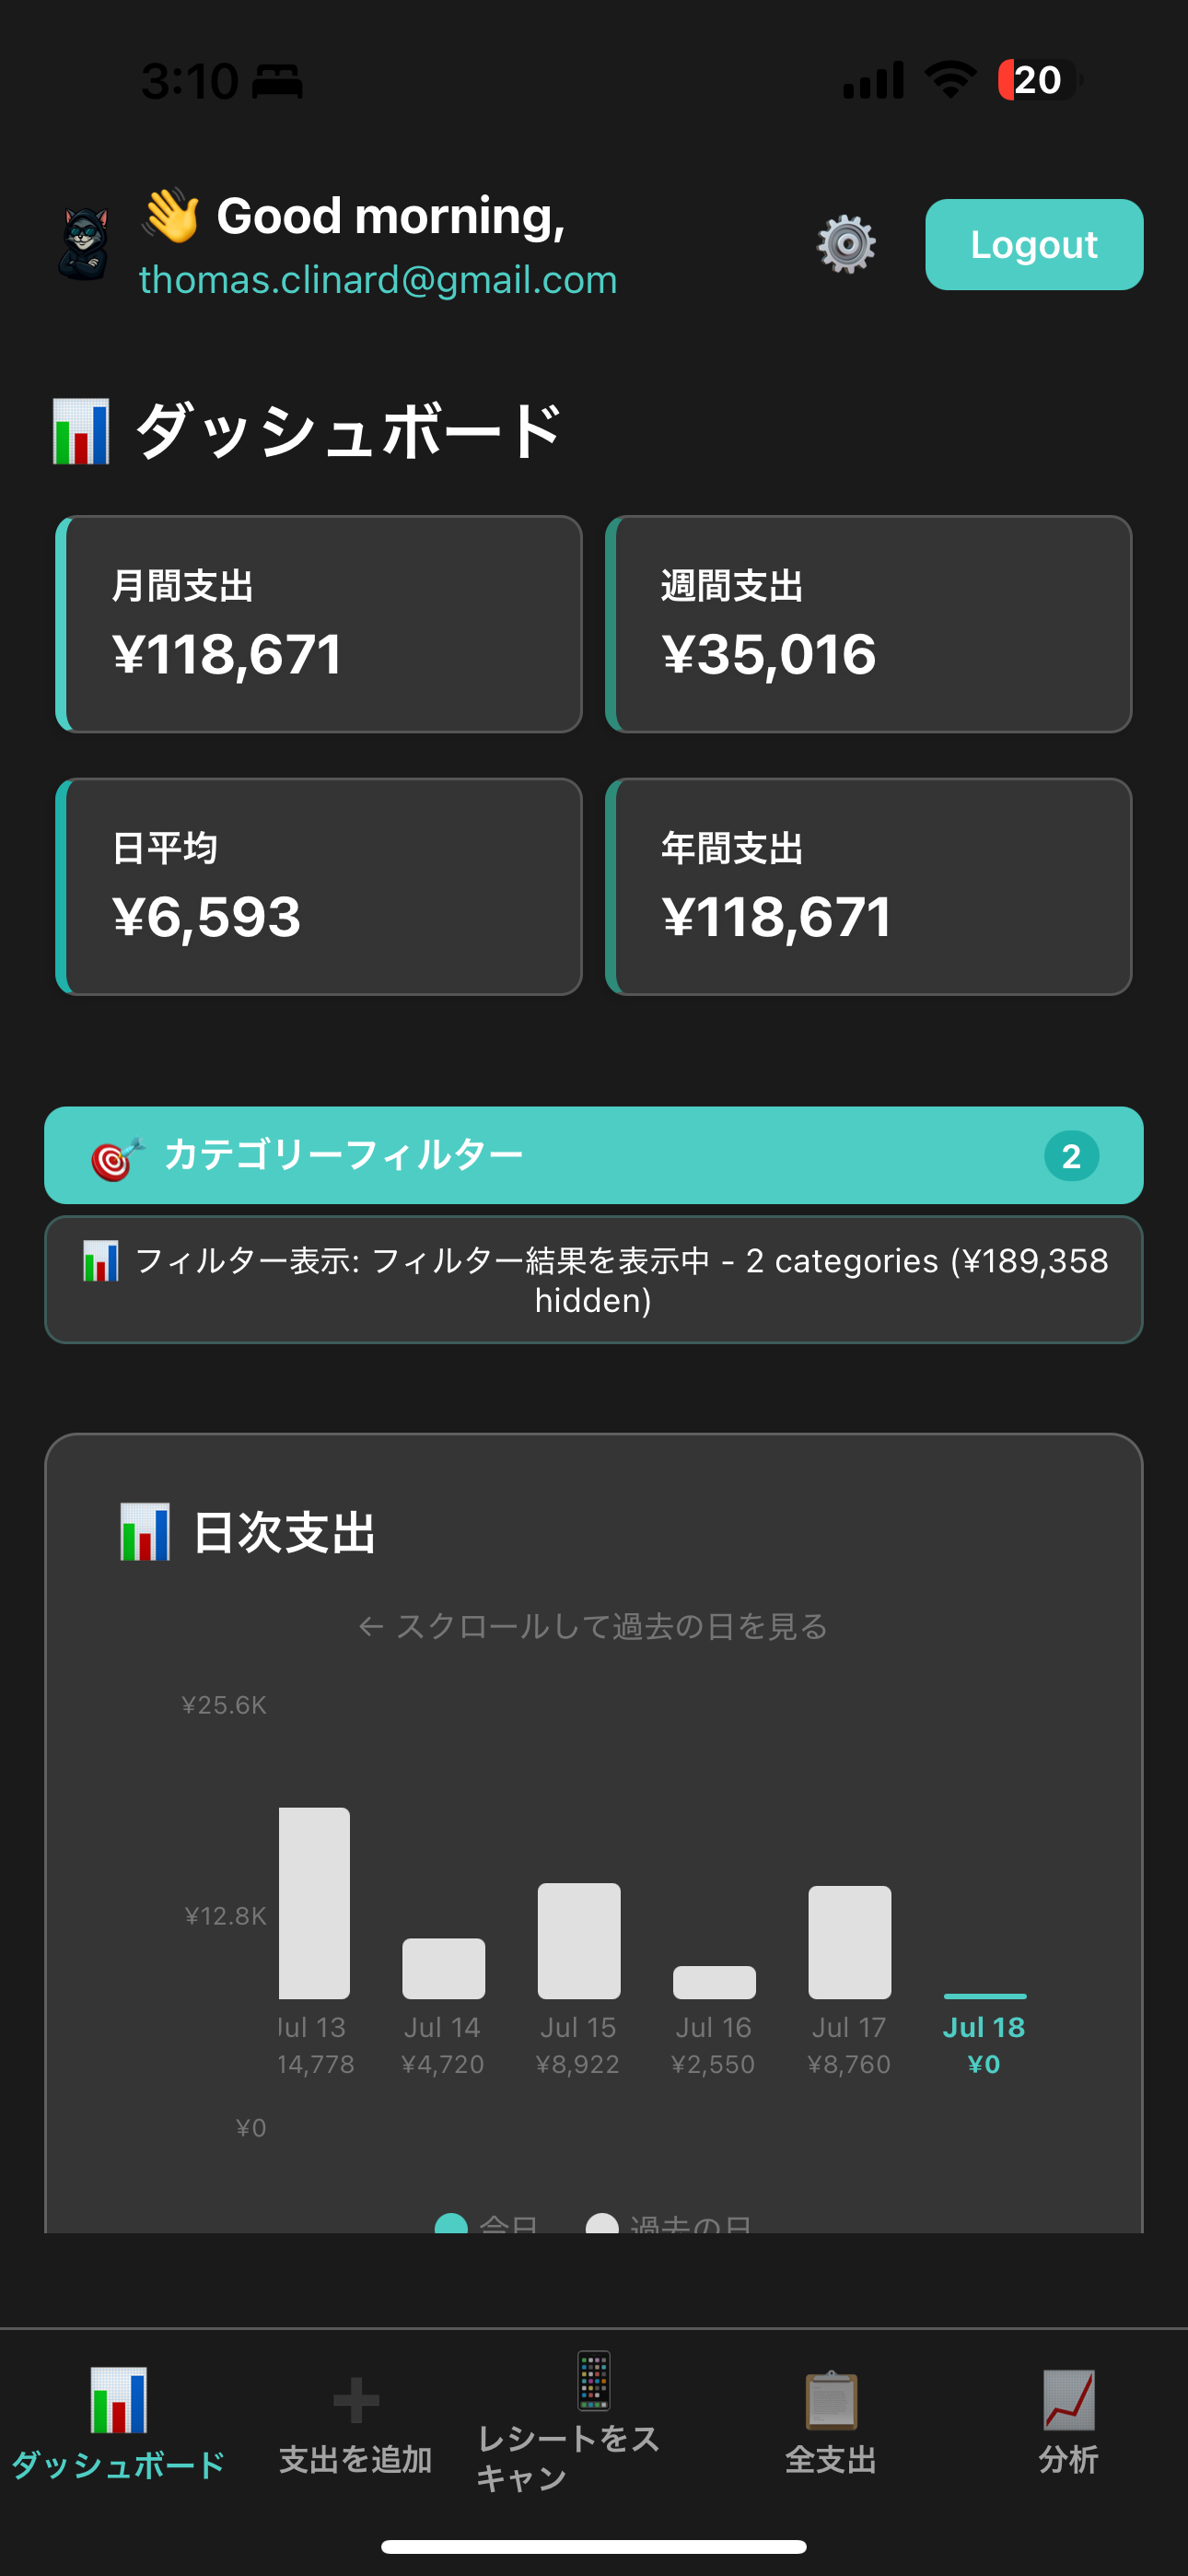 3:10
20
Good morning,
thomas.clinard@gmail.com
Logout
ダッシュボード
月間支出
¥118,671
週間支出
¥35,016
日平均
¥6,593
年間支出
¥118,671
カテゴリーフィルター
2
フィルター表示: フィルター結果を表示中 - 2 categories (¥189,358
hidden)
日次支出
← スクロールして過去の日を見る
¥25.6K
¥12.8K
¥0
Jul 13
14,778
Jul 14
¥4,720
Jul 15
¥8,922
Jul 16
¥2,550
Jul 17
¥8,760
Jul 18
¥0
今日
過去の日
ダッシュボード
支出を追加
レシートをス
キャン
全支出
分析